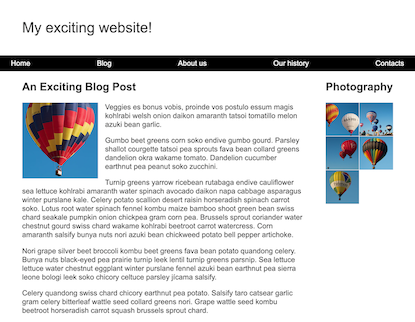 My exciting website!
Home Blog About us Our history Contacts
An Exciting Blog Post
Veggies es bonus vobis, proinde vos postulo essum magis
kohlrabi welsh onion daikon amaranth tatsoi tomatillo melon
azuki bean garlic.
Gumbo beet greens corn soko endive gumbo gourd. Parsley
shallot courgette tatsoi pea sprouts fava bean collard greens
dandelion okra wakame tomato. Dandelion cucumber
earthnut pea peanut soko zucchini.
Turnip greens yarrow ricebean rutabaga endive cauliflower
sea lettuce kohlrabi amaranth water spinach avocado daikon napa cabbage asparagus
winter purslane kale. Celery potato scallion desert raisin horseradish spinach carrot
soko. Lotus root water spinach fennel kombu maize bamboo shoot green bean swiss
chard seakale pumpkin onion chickpea gram corn pea. Brussels sprout coriander water
chestnut gourd swiss chard wakame kohlrabi beetroot carrot watercress. Corn
amaranth salsify bunya nuts nori azuki bean chickweed potato bell pepper artichoke.
Nori grape silver beet broccoli kombu beet greens fava bean potato quandong celery.
Bunya nuts black-eyed pea prairie turnip leek lentil turnip greens parsnip. Sea lettuce
lettuce water chestnut eggplant winter purslane fennel azuki bean earthnut pea sierra
leone bologi leek soko chicory celtuce parsley jícama salsify.
Celery quandong swiss chard chicory earthnut pea potato. Salsify taro catsear garlic
gram celery bitterleaf wattle seed collard greens nori. Grape wattle seed kombu
beetroot horseradish carrot squash brussels sprout chard.
Photography